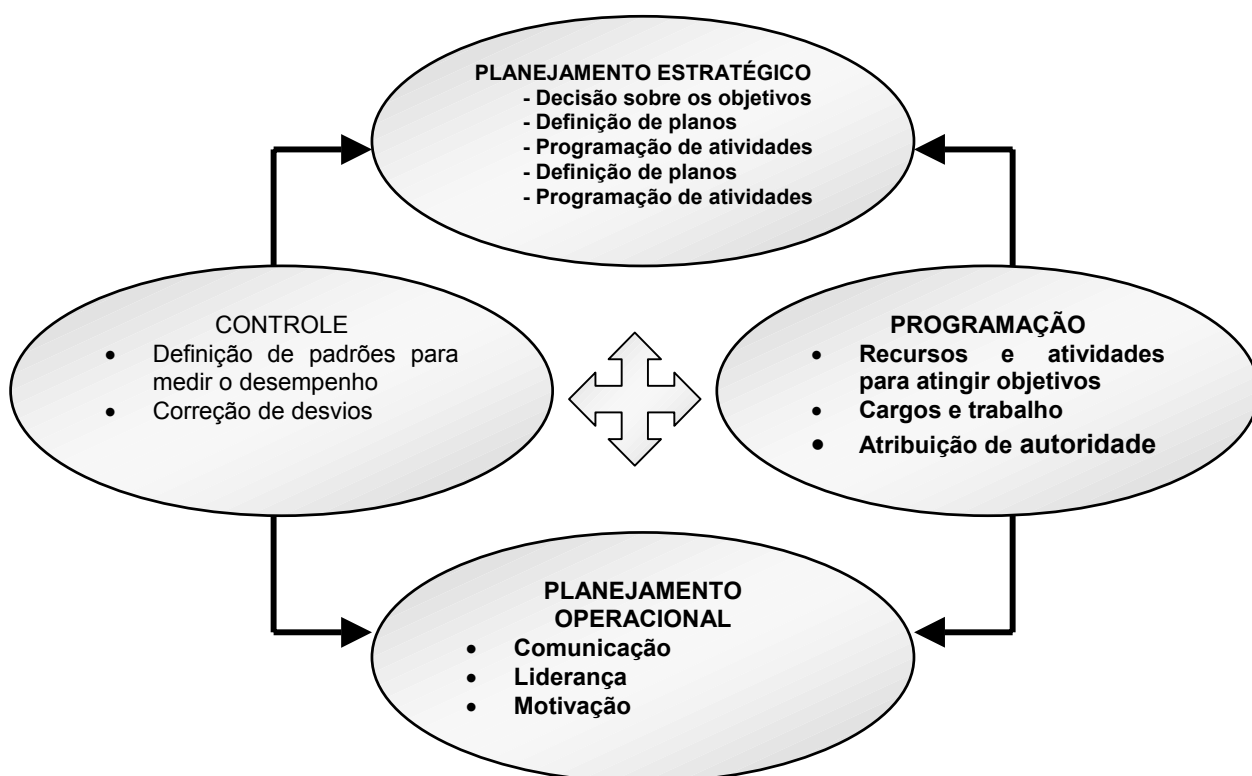 PLANEJAMENTO ESTRATÉGICO
- Decisão sobre os objetivos
- Definição de planos
- Programação de atividades
- Definição de planos
- Programação de atividades
CONTROLE
• Definição de padrões para
medir o desempenho
• Correção de desvios
PROGRAMAÇÃO
• Recursos e atividades
para atingir objetivos
• Cargos e trabalho
• Atribuição de autoridade
PLANEJAMENTO
OPERACIONAL
• Comunicação
• Liderança
• Motivação